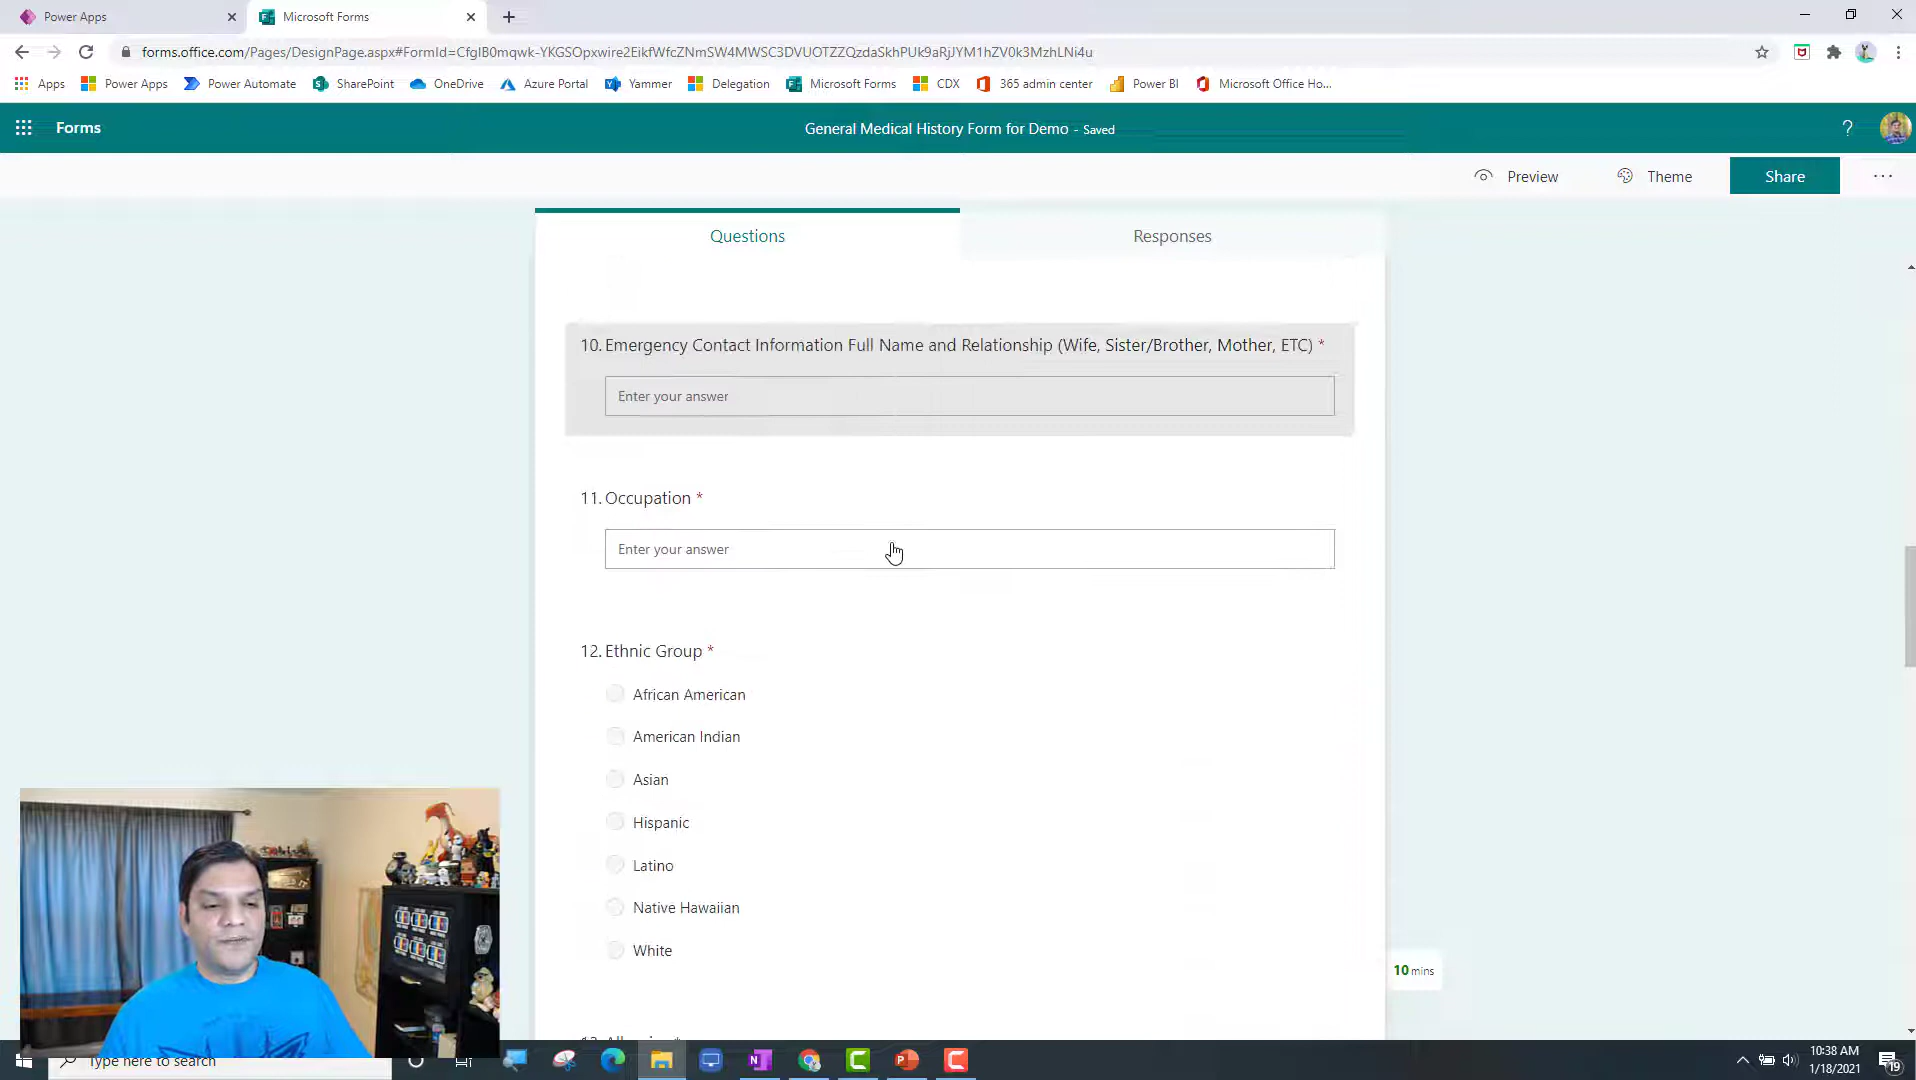 Power Apps
Microsoft Forms
forms.office.com/Pages/DesignPage.aspx#FormId=CfgIB0mqwk-YKGSOpxwire2EikfWfcZNmSW4MWSC3DVUOTZZQzdaSkhPUk9aRjJYM1hZV0k3MzhLNi4u
Apps Power Apps Power Automate SharePoint OneDrive Azure Portal Yammer Delegation Microsoft Forms CDX 365 admin center Power BI Microsoft Office Ho...
Forms
General Medical History Form for Demo - Saved
?
Preview
Theme
Share
...
Questions
Responses
10. Emergency Contact Information Full Name and Relationship (Wife, Sister/Brother, Mother, ETC) *
Enter your answer
11. Occupation *
Enter your answer
12. Ethnic Group *
African American
American Indian
Asian
Hispanic
Latino
Native Hawaiian
White
10 mins
Type here to search
10:38 AM
1/18/2021
19